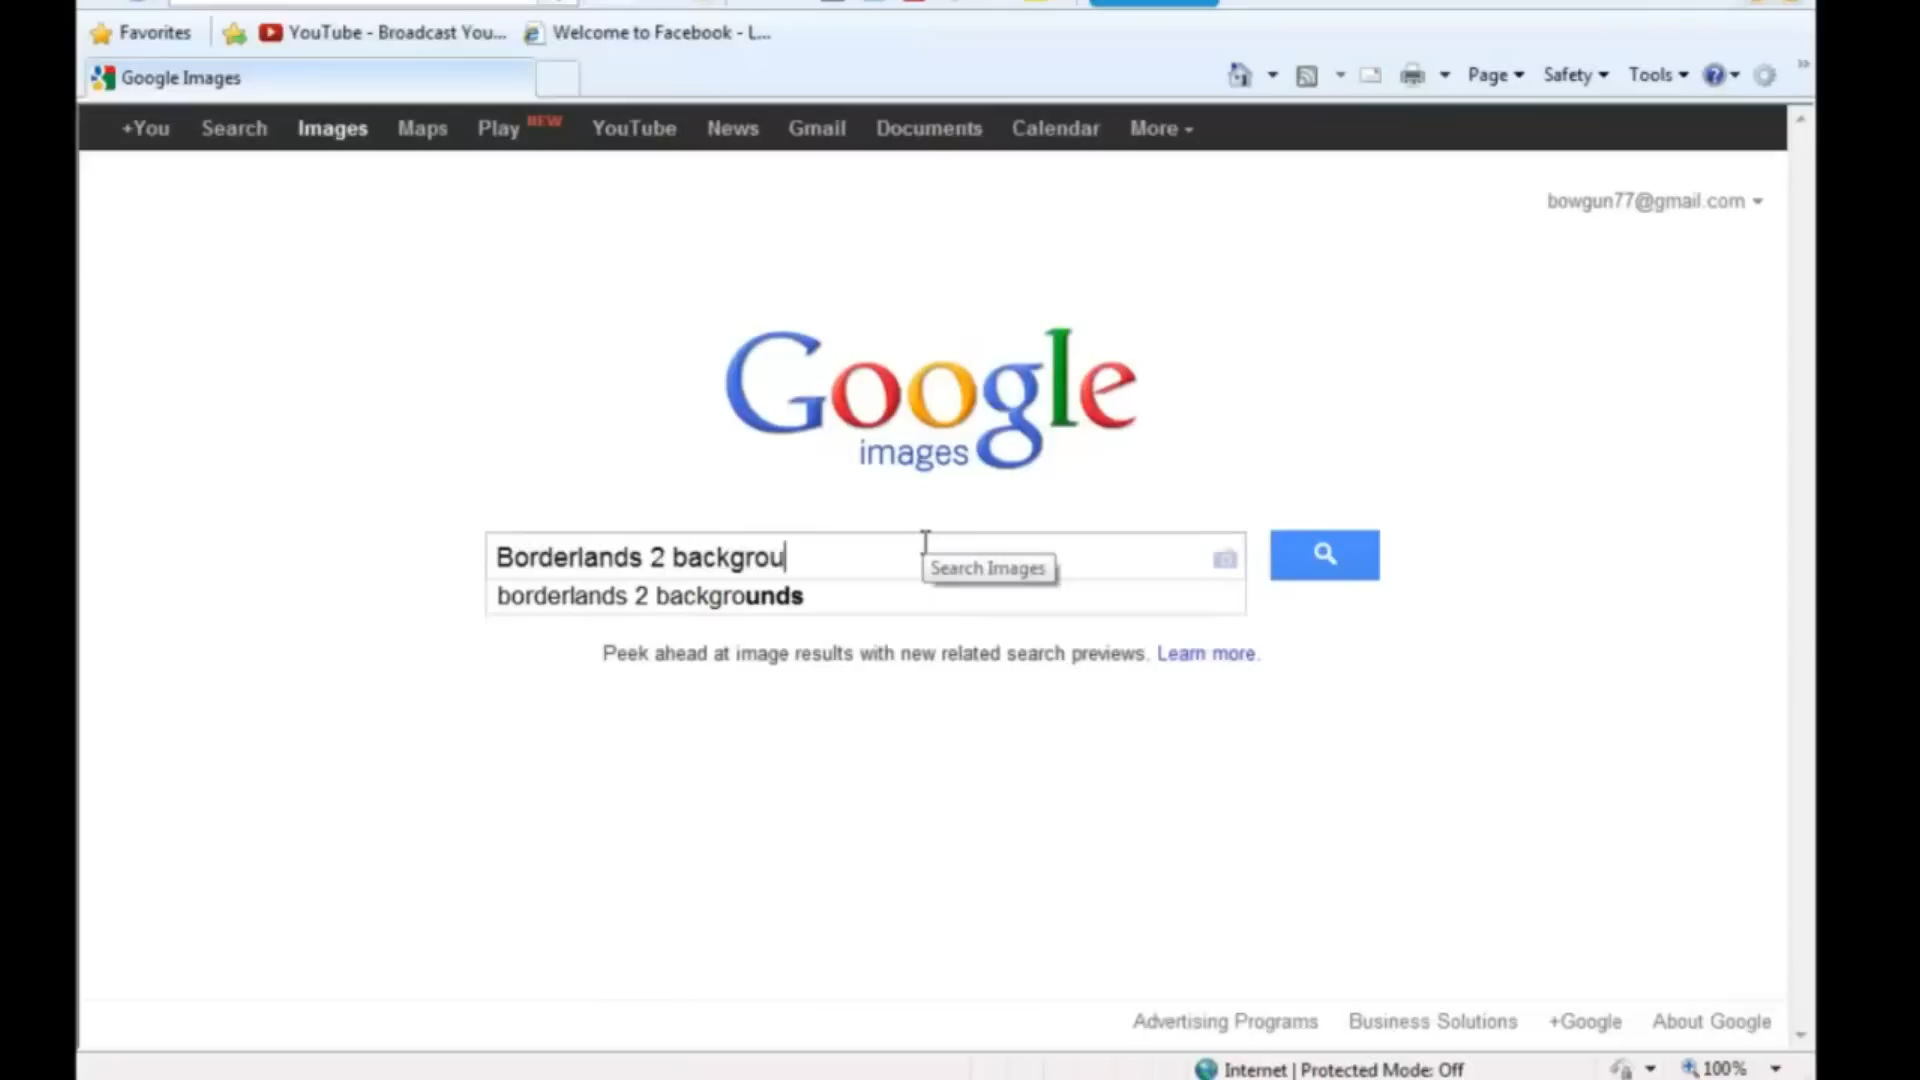 Favorites YouTube - Broadcast You... Welcome to Facebook - L...
Google Images Page Safety Tools
+You Search Images Maps Play NEW YouTube News Gmail Documents Calendar More
bowgun77@gmail.com
Google
images
Borderlands 2 backgrou
Search Images
borderlands 2 backgrounds
Peek ahead at image results with new related search previews. Learn more.
Advertising Programs Business Solutions +Google About Google
Internet | Protected Mode: Off 100%